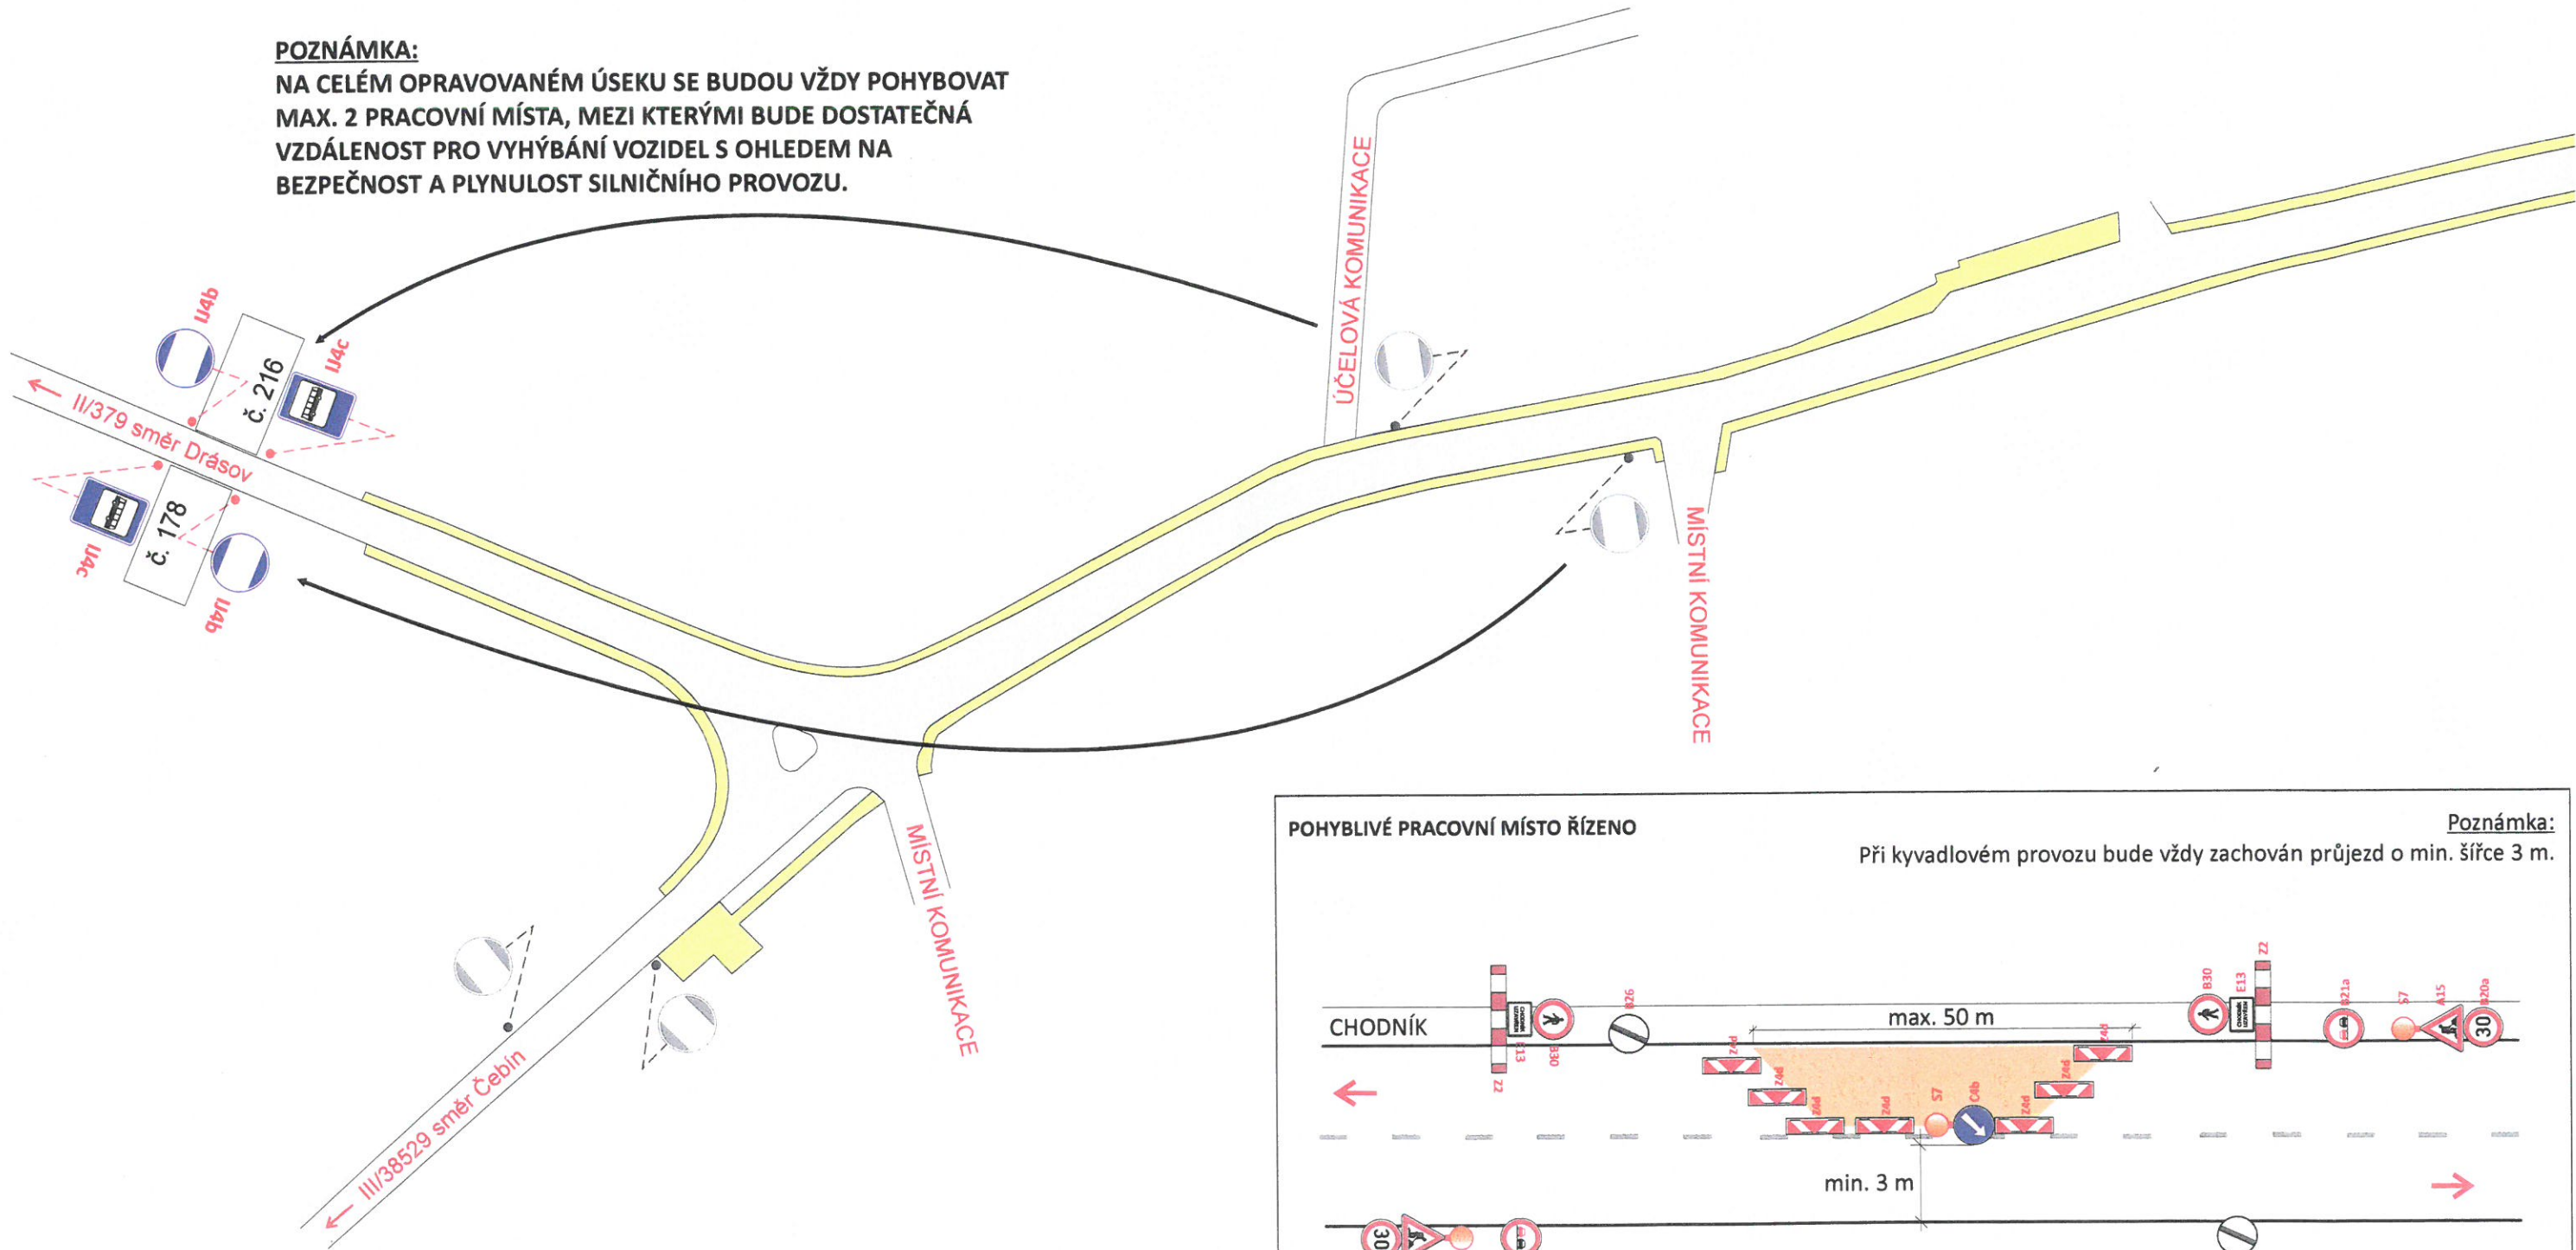 POZNÁMKA:
NA CELÉM OPRAVOVANÉM ÚSEKU SE BUDOU VŽDY POHYBOVAT
MAX. 2 PRACOVNÍ MÍSTA, MEZI KTERÝMI BUDE DOSTATEČNÁ
VZDÁLENOST PRO VYHÝBÁNÍ VOZIDEL S OHLEDEM NA
BEZPEČNOST A PLYNULOST SILNIČNÍHO PROVOZU.
ÚČELOVÁ KOMUNIKACE
IJ4b
č. 216
IJ4c
II/379 směr Drásov
IJ4c
č. 178
IJ4b
MÍSTNÍ KOMUNIKACE
MÍSTNÍ KOMUNIKACE
III/38529 směr Čebín
POHYBLIVÉ PRACOVNÍ MÍSTO ŘÍZENO
Poznámka:
Při kyvadlovém provozu bude vždy zachován průjezd o min. šířce 3 m.
CHODNÍK
Z2
E13
CHODNÍK
UZAVŘEN
B30
B26
max. 50 m
B30
E13
CHODNÍK
UZAVŘEN
Z2
B21a
S7
A15
B20a
30
Z4d
Z4d
Z4d
Z4d
S7
C4b
Z4d
Z4d
Z4d
min. 3 m
30